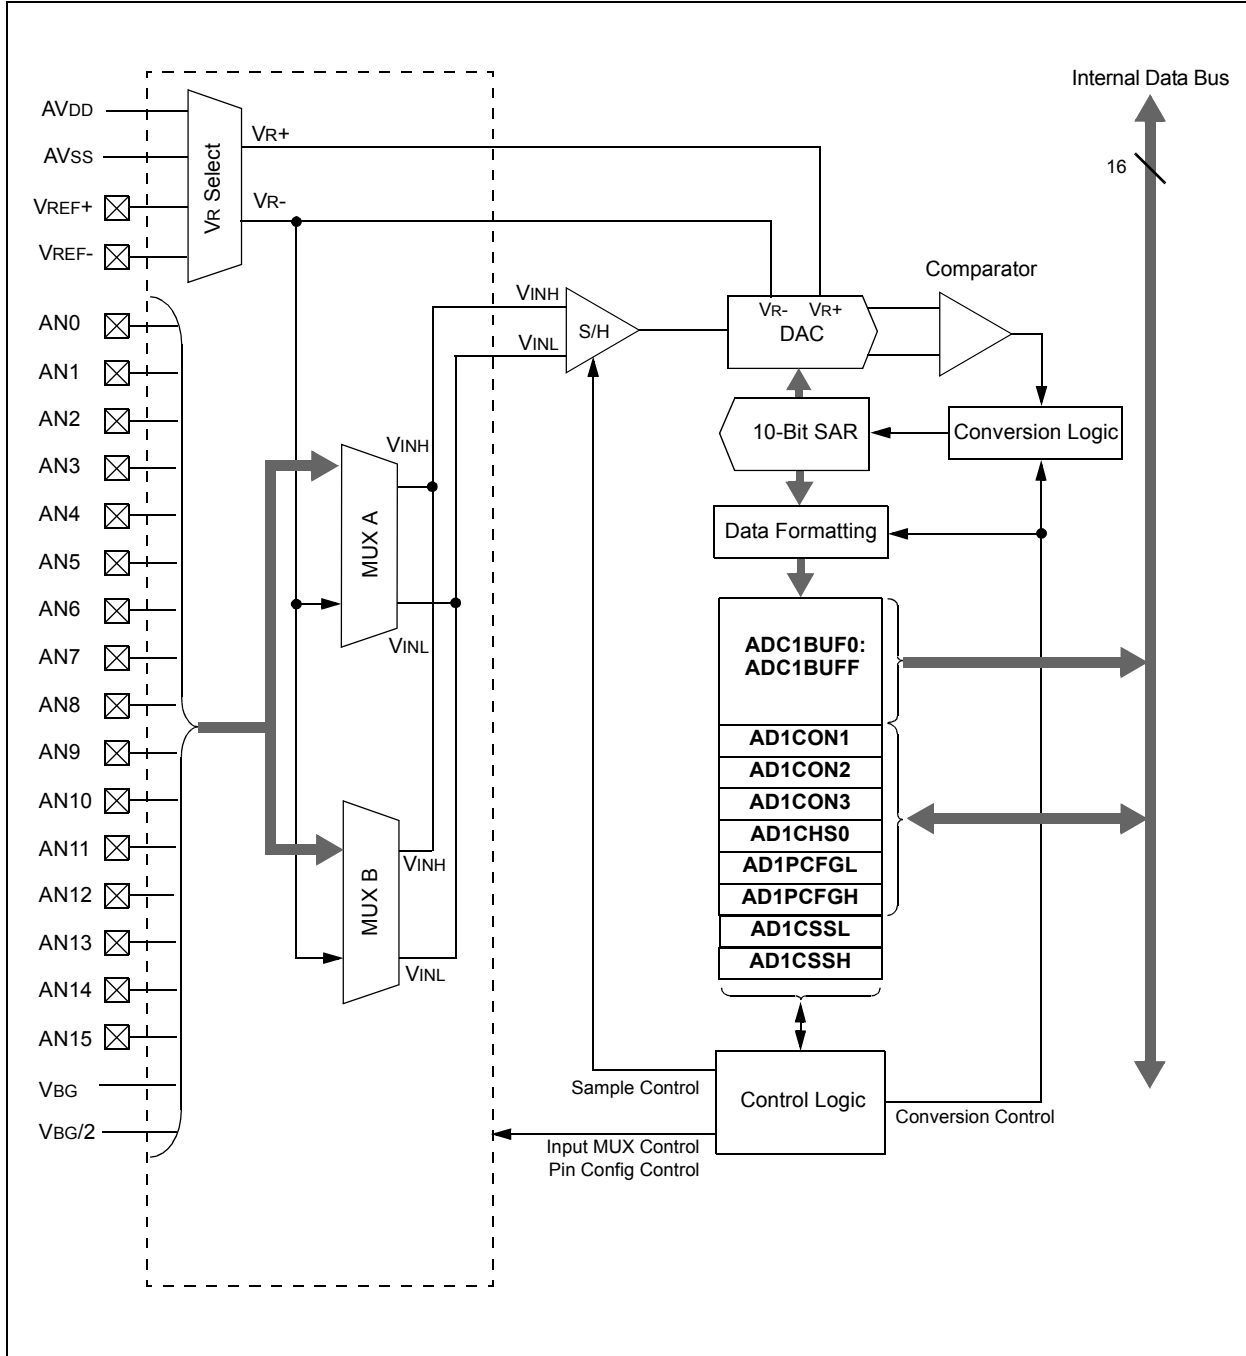 Internal Data Bus
16
AVDD
AVSS
VREF+
VREF-
VR Select
VR+
VR-
Comparator
VINH
VINL
S/H
VR- VR+
DAC
10-Bit SAR
Conversion Logic
Data Formatting
AN0
AN1
AN2
AN3
AN4
AN5
AN6
AN7
AN8
AN9
AN10
AN11
AN12
AN13
AN14
AN15
VBG
VBG/2
VINH
MUX A
VINL
VINH
MUX B
VINL
ADC1BUF0:
ADC1BUFF
AD1CON1
AD1CON2
AD1CON3
AD1CHS0
AD1PCFGL
AD1PCFGH
AD1CSSL
AD1CSSH
Sample Control
Control Logic
Conversion Control
Input MUX Control
Pin Config Control